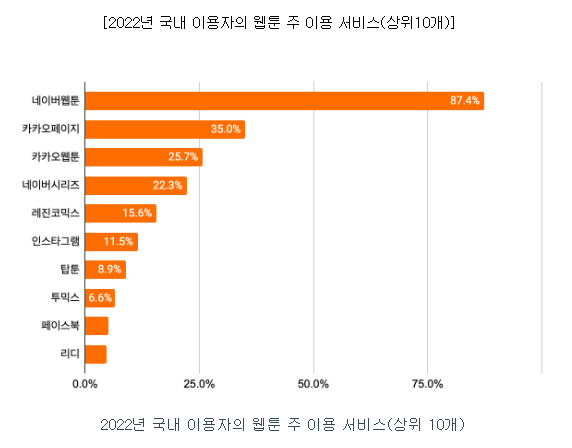 [2022년 국내 이용자의 웹툰 주 이용 서비스(상위10개)]
네이버웹툰 87.4%
카카오페이지 35.0%
카카오웹툰 25.7%
네이버시리즈 22.3%
레진코믹스 15.6%
인스타그램 11.5%
탑툰 8.9%
투믹스 6.6%
페이스북
리디
0.0% 25.0% 50.0% 75.0%
2022년 국내 이용자의 웹툰 주 이용 서비스(상위 10개)